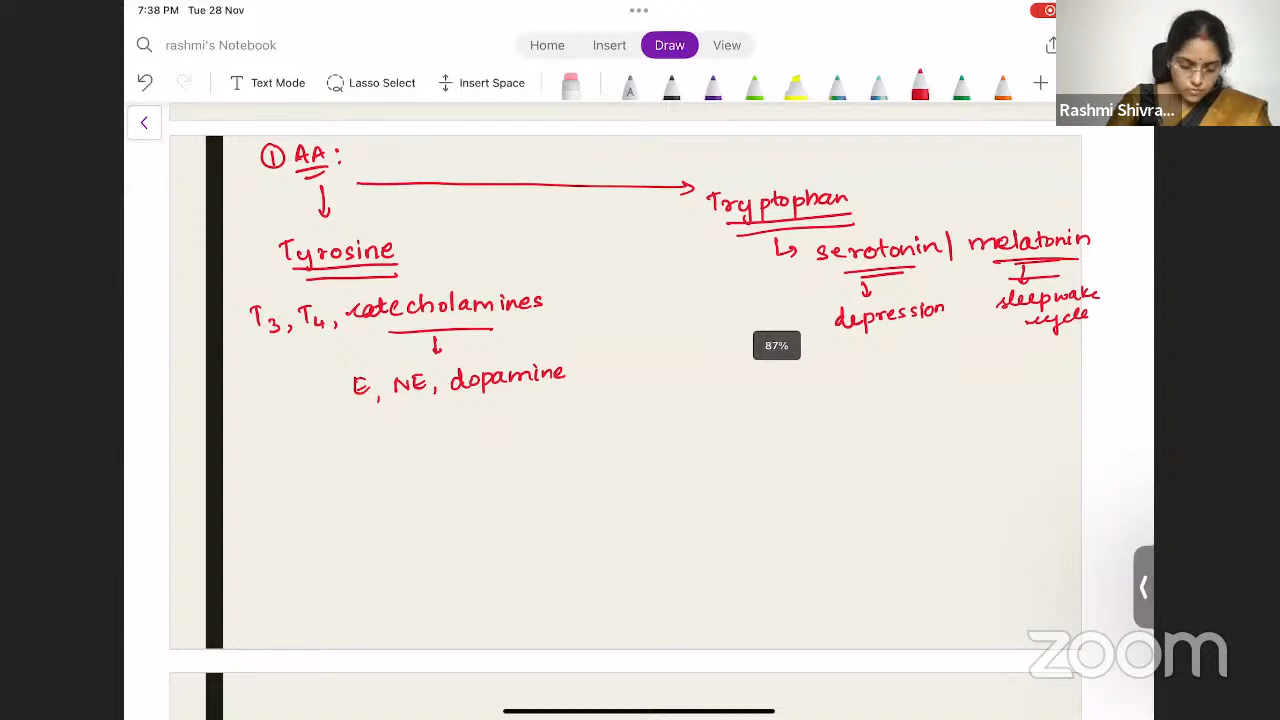 7:38 PM Tue 28 Nov
rashmi's Notebook
Home Insert Draw View
Text Mode Lasso Select Insert Space
A
Rashmi Shivra...
① AA:
Tryptophan
Tyrosine
serotonin/ melatonin
T3, T4, catecholamines
depression
sleepwake
cycle
87%
E, NE, dopamine
zoom